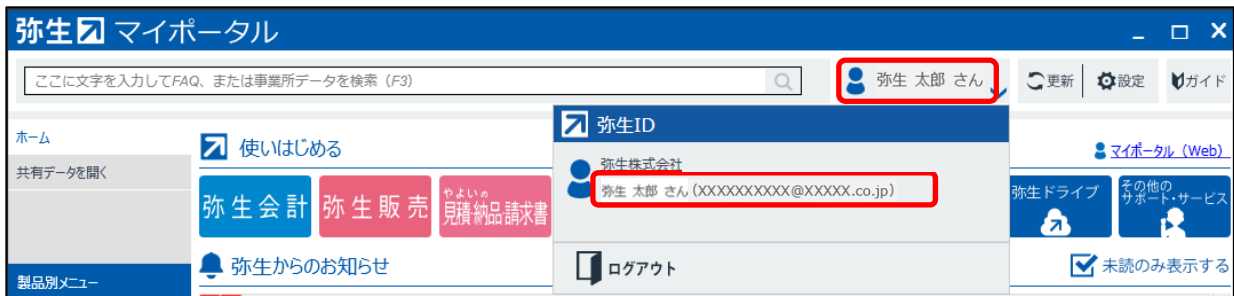 弥生 マイポータル
ここに文字を入力してFAQ、または事業所データを検索（F3）
弥生 太郎 さん
更新
設定
ガイド
ホーム
共有データを開く
製品別メニュー
使いはじめる
弥生会計
弥生販売
やよいの
見積・納品・請求書
弥生からのお知らせ
弥生ID
弥生株式会社
弥生 太郎 さん (XXXXXXXXXX@XXXXX.co.jp)
ログアウト
マイポータル（Web）
弥生ドライブ
その他の
サポート・サービス
未読のみ表示する